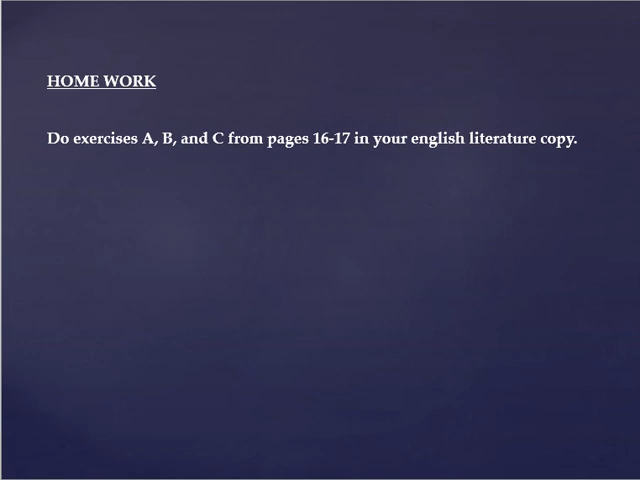 HOME WORK
Do exercises A, B, and C from pages 16-17 in your english literature copy.